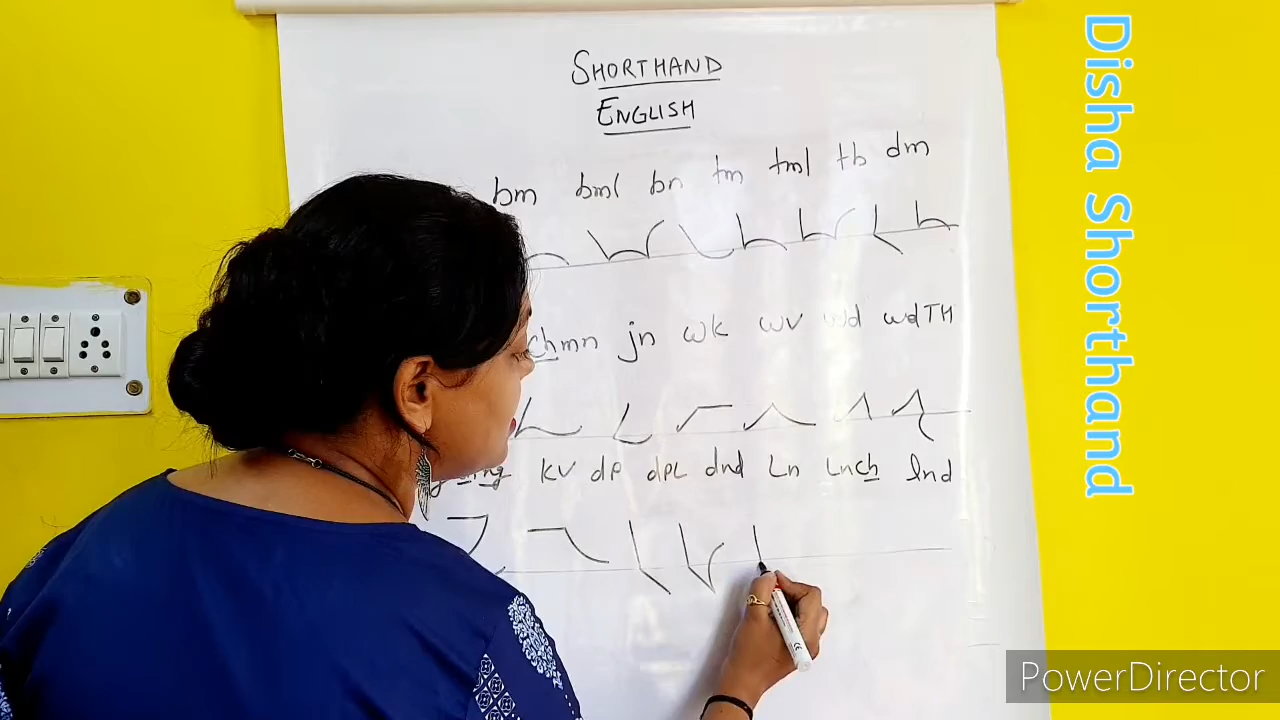 SHORTHAND
ENGLISH
bm bml bn tm tml tb dm
chmn jn wk wv wd wdTH
ng KV dP dPL dnd Ln Lnch lnd
Disha Shorthand
PowerDirector